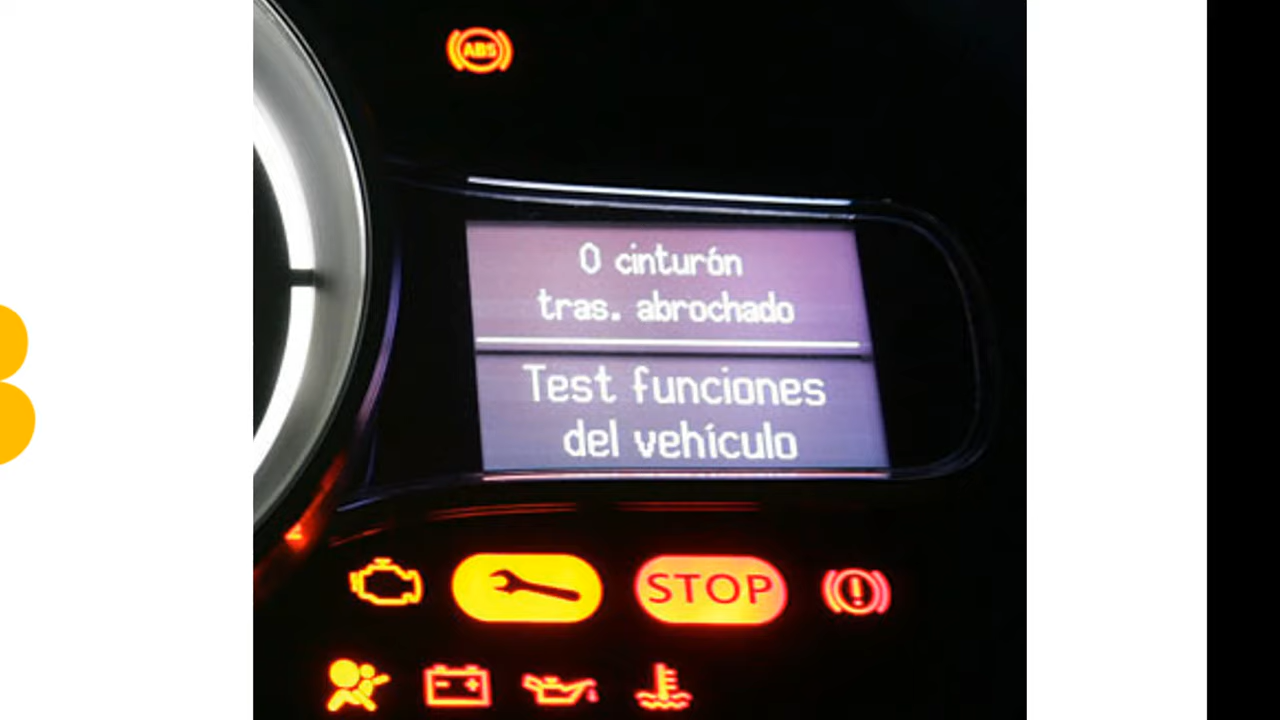 ABS
0 cinturón
tras. abrochado
Test funciones
del vehículo
STOP